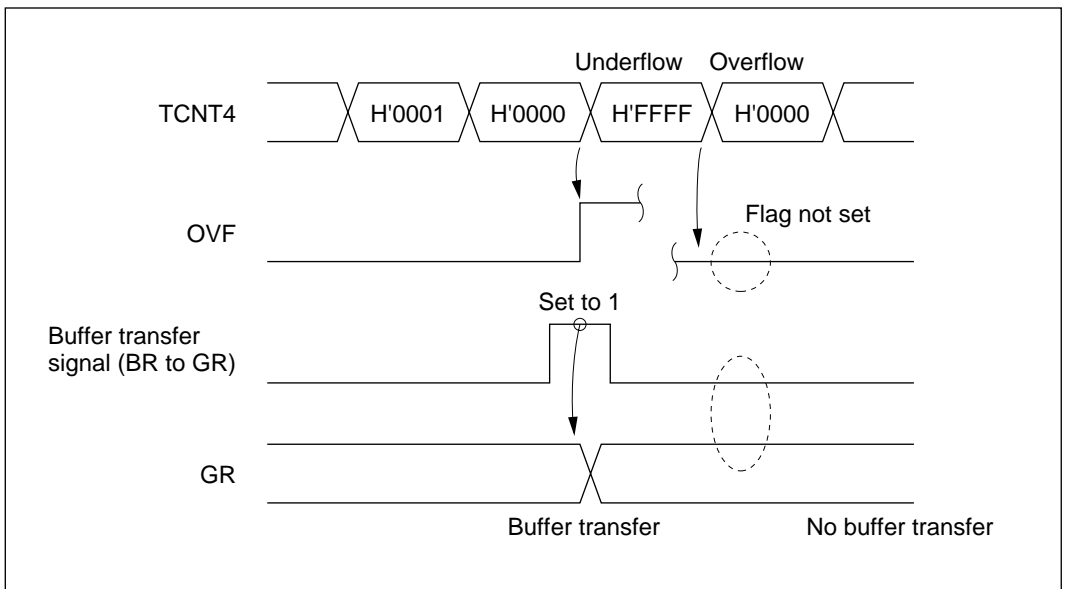 Underflow Overflow
TCNT4 H'0001 H'0000 H'FFFF H'0000
OVF
Flag not set
Set to 1
Buffer transfer
signal (BR to GR)
GR
Buffer transfer No buffer transfer